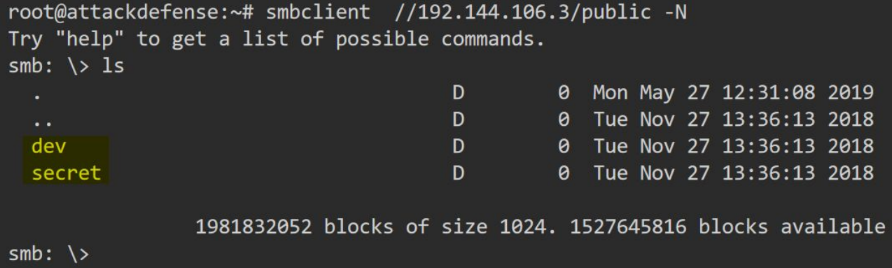 root@attackdefense:~# smbclient  //192.144.106.3/public -N
Try "help" to get a list of possible commands.
smb: \> ls
  .                                   D        0  Mon May 27 12:31:08 2019
  ..                                  D        0  Tue Nov 27 13:36:13 2018
  dev                                 D        0  Tue Nov 27 13:36:13 2018
  secret                              D        0  Tue Nov 27 13:36:13 2018
                1981832052 blocks of size 1024. 1527645816 blocks available
smb: \>